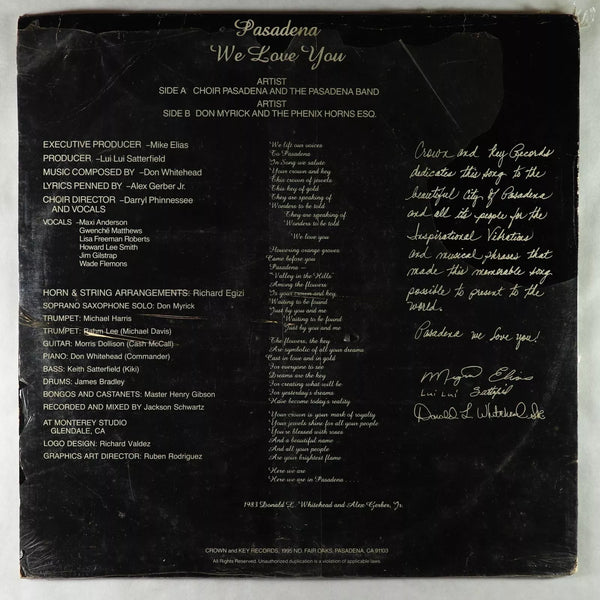 Pasadena
We Love You
ARTIST
SIDE A CHOIR PASADENA AND THE PASADENA BAND
ARTIST
SIDE B DON MYRICK AND THE PHENIX HORNS ESQ.
EXECUTIVE PRODUCER –Mike Elias
PRODUCER –Lui Lui Satterfield
MUSIC COMPOSED BY –Don Whitehead
LYRICS PENNED BY –Alex Gerber Jr.
CHOIR DIRECTOR –Darryl Phinnessee
AND VOCALS
VOCALS –Maxi Anderson
Gwenché Matthews
Lisa Freeman Roberts
Howard Lee Smith
Jim Gilstrap
Wade Flemons
HORN & STRING ARRANGEMENTS: Richard Egizi
SOPRANO SAXOPHONE SOLO: Don Myrick
TRUMPET: Michael Harris
TRUMPET: Rahm Lee (Michael Davis)
GUITAR: Morris Dollison (Cash McCall)
PIANO: Don Whitehead (Commander)
BASS: Keith Satterfield (Kiki)
DRUMS: James Bradley
BONGOS AND CASTANETS: Master Henry Gibson
RECORDED AND MIXED BY Jackson Schwartz
AT MONTEREY STUDIO
GLENDALE, CA
LOGO DESIGN: Richard Valdez
GRAPHICS ART DIRECTOR: Ruben Rodriguez
We lift our voices
To Pasadena
In Song we salute
Your crown and key
This crown of jewels
This key of gold
They are speaking of
Wonders to be told
They are speaking of
Wonders to be told
We love you
Flowering orange groves
Came before you
Pasadena –
"Valley in the Hills"
Among the flowers
Is your crown and key
Waiting to be found
Just by you and me
Waiting to be found
Just by you and me
The flowers, the key
Are symbolic of all your dreams
Cast in love and in gold
For everyone to see
Dreams are the key
For creating what will be
For yesterday's dreams
Have become today's reality
Your crown is your mark of royalty
Your jewels shine for all your people
You're blessed with roses
And a beautiful name
And all your people
Are your brightest flame
Here we are
Here we are in Pasadena ....
1983 Donald L. Whitehead and Alex Gerber, Jr.
Crown and Key Records
dedicates this song to the
beautiful City of Pasadena
and all its people for the
Inspirational Vibrations
and musical phrases that
made this memorable song
possible to present to the
world.
Pasadena we love you!
Elias
Lui Lui Satterfield
Donald L Whitehead
CROWN and KEY RECORDS, 1995 NO. FAIR OAKS, PASADENA, CA 91103
All Rights Reserved. Unauthorized duplication is a violation of applicable laws.